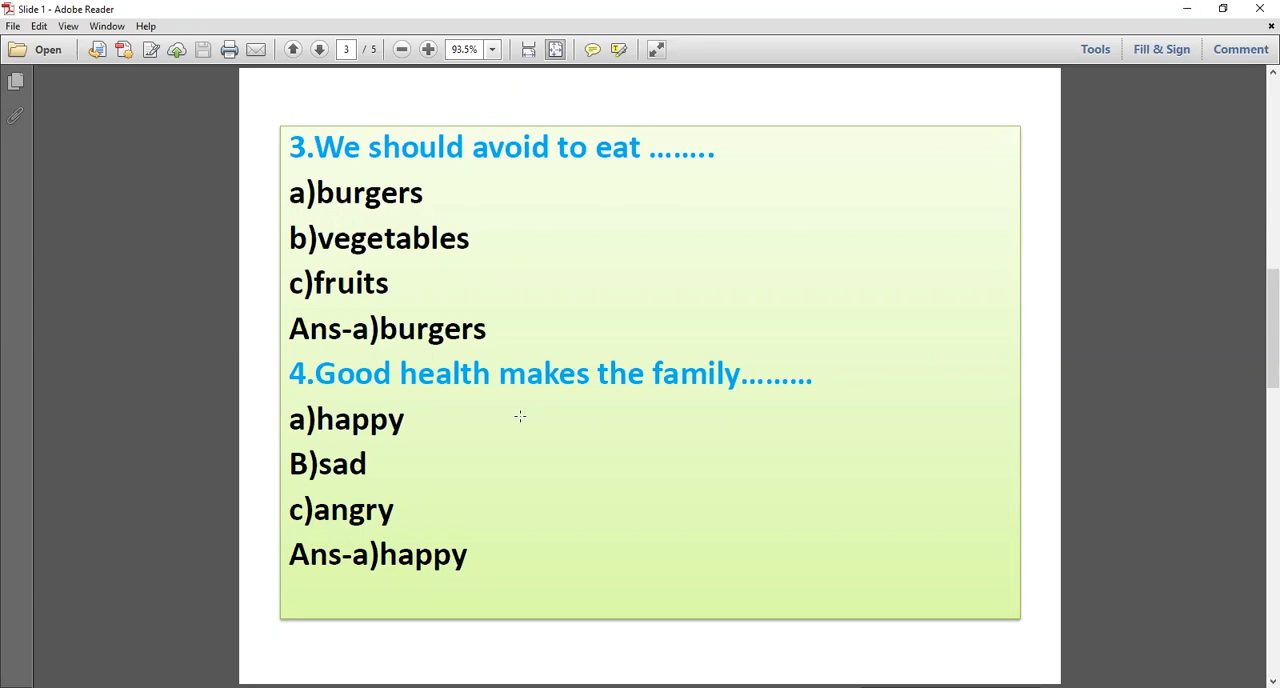 Slide 1 - Adobe Reader
File Edit View Window Help
Open 3 / 5 93.5% Tools Fill & Sign Comment
3.We should avoid to eat ........
a)burgers
b)vegetables
c)fruits
Ans-a)burgers
4.Good health makes the family.........
a)happy
B)sad
c)angry
Ans-a)happy